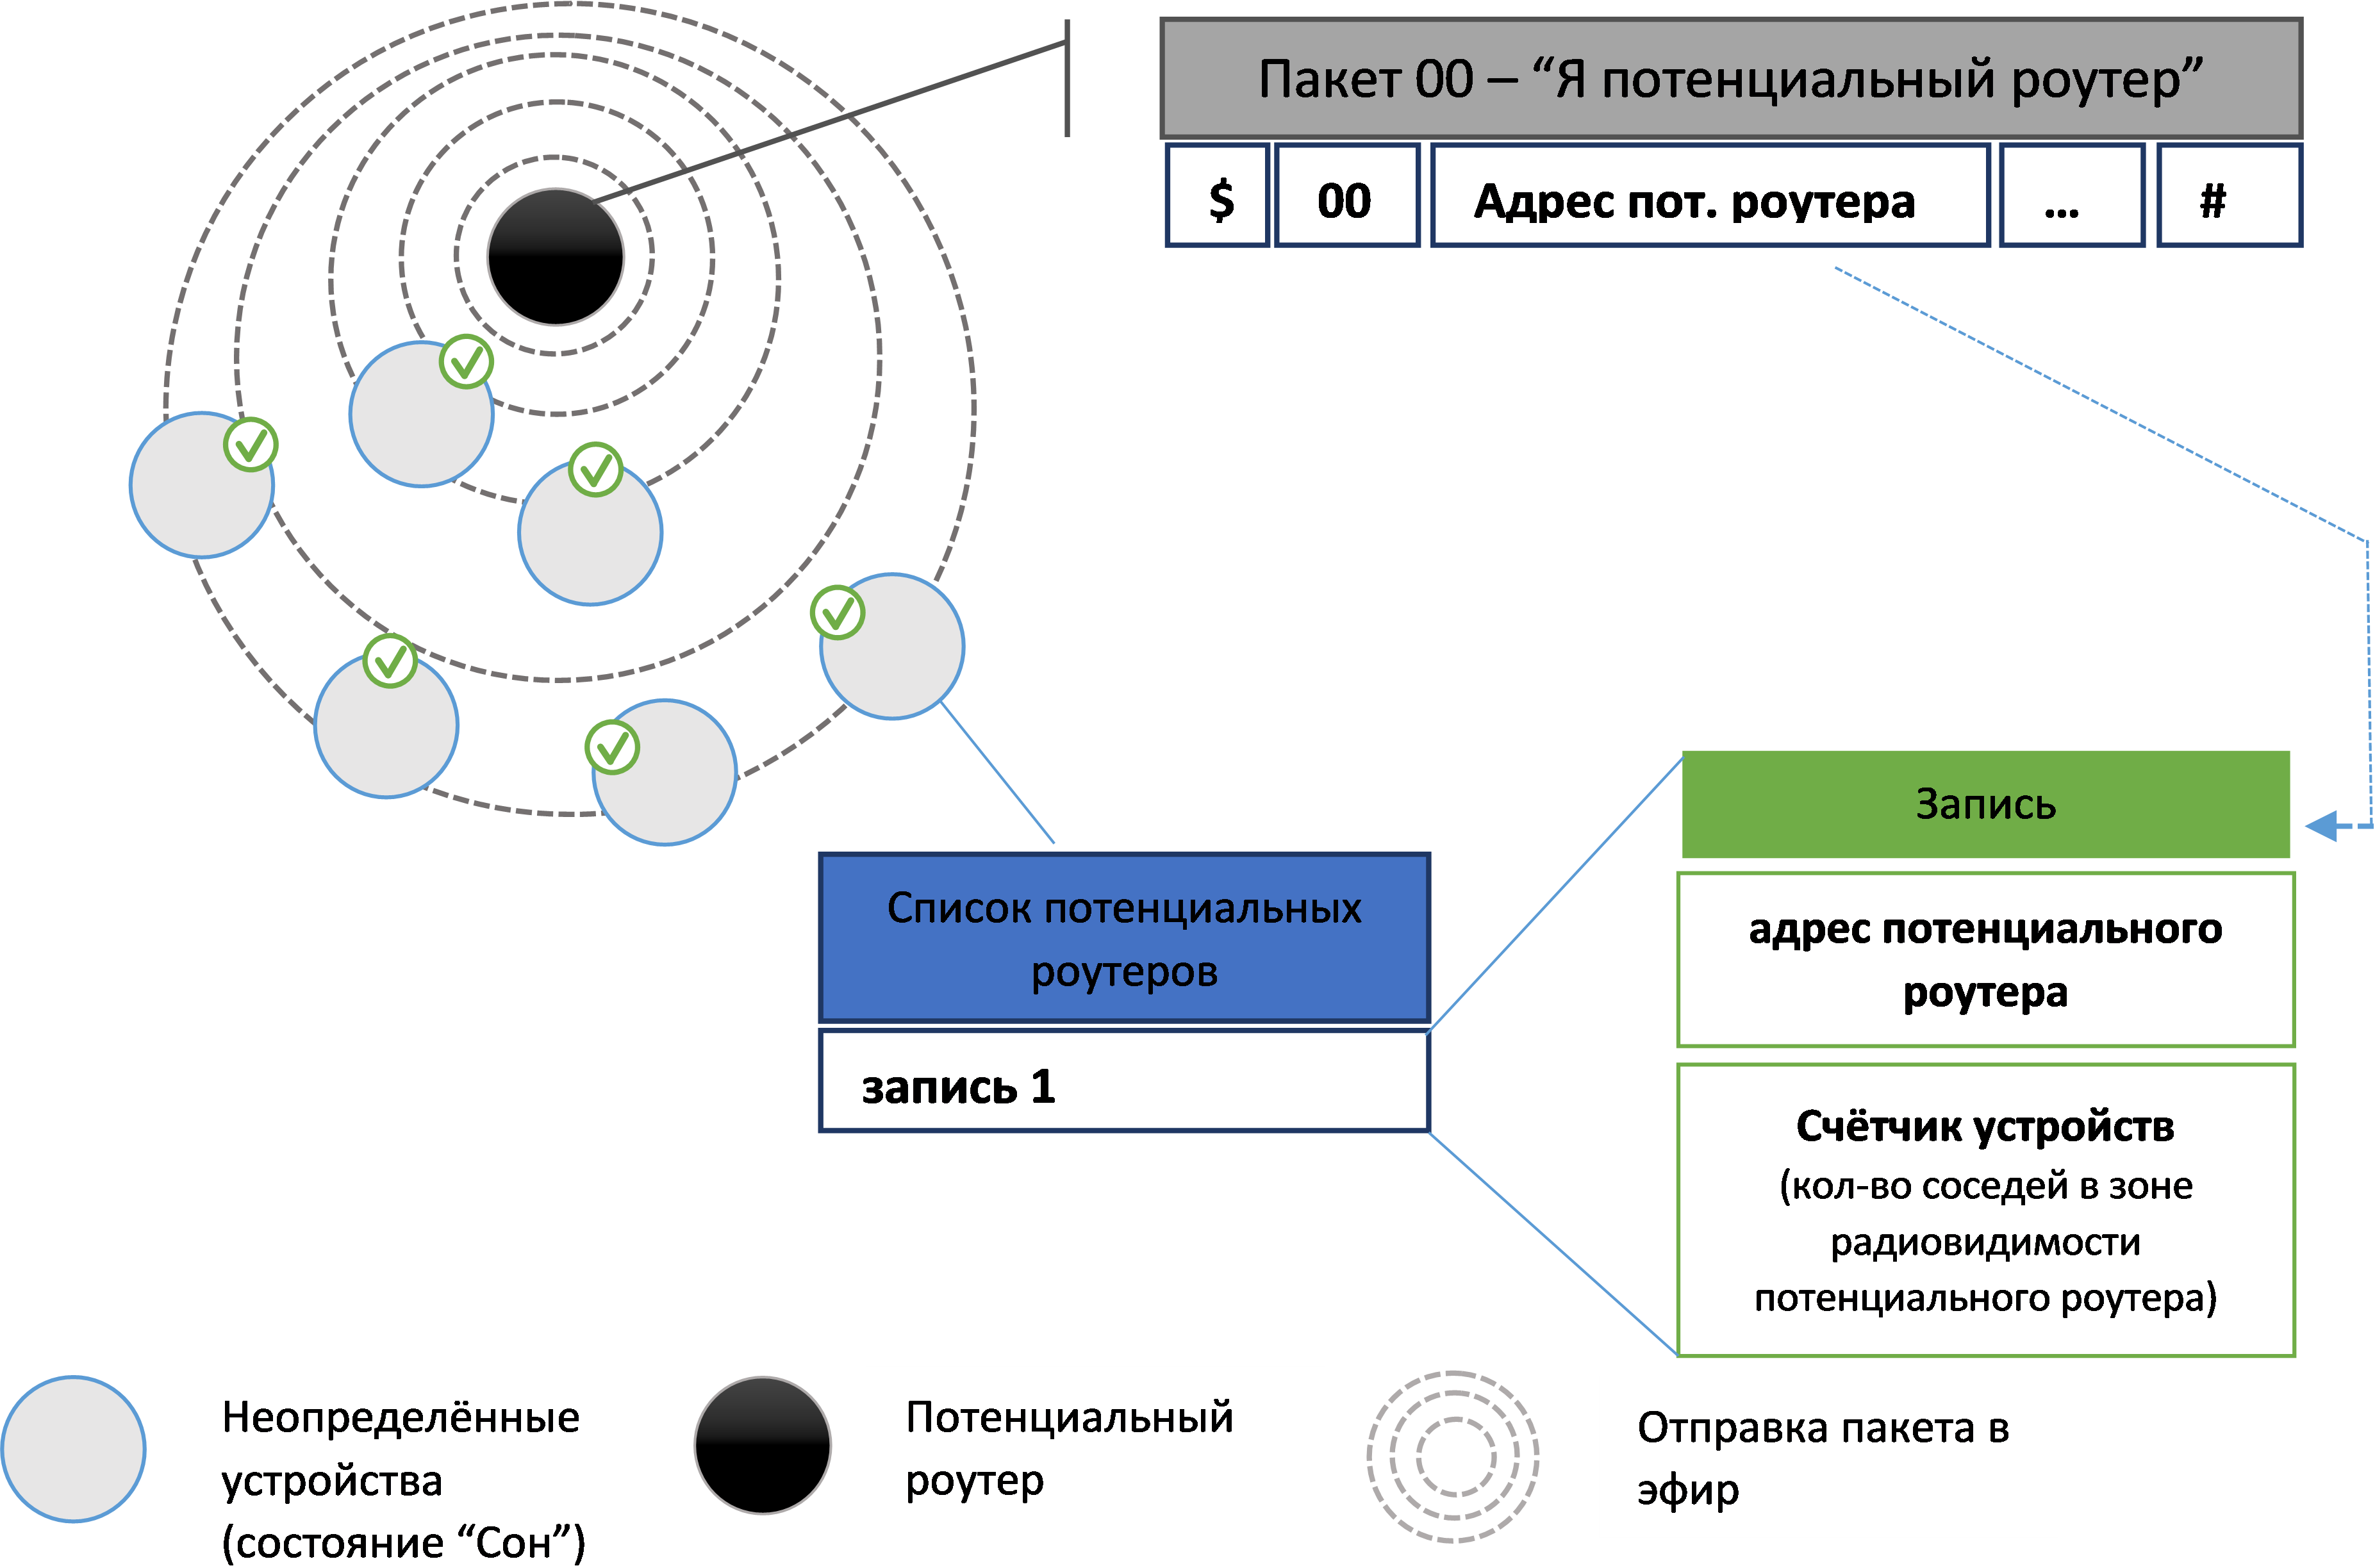 Пакет 00 – “Я потенциальный роутер”
$ 00 Адрес пот. роутера ... #
Запись
адрес потенциального
роутера
Список потенциальных
роутеров
запись 1
Счётчик устройств
(кол-во соседей в зоне
радиовидимости
потенциального роутера)
Неопределённые
устройства
(состояние “Сон”)
Потенциальный
роутер
Отправка пакета в
эфир